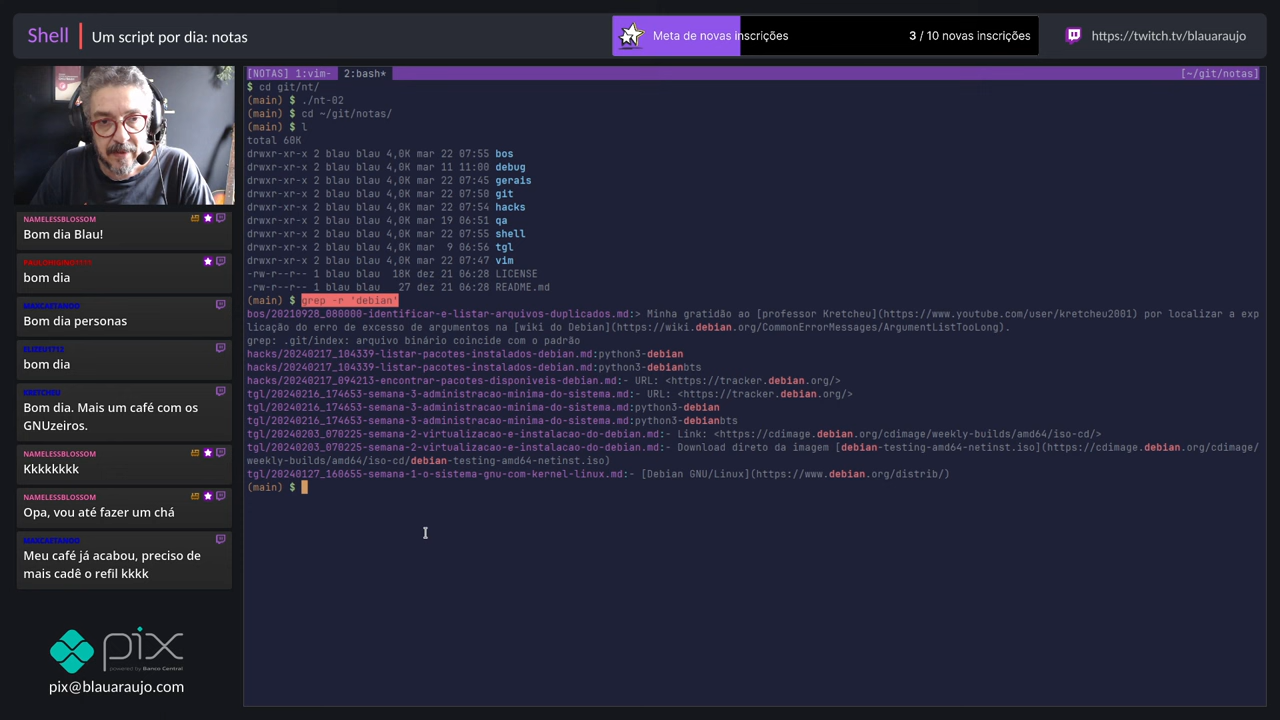 Shell
Um script por dia: notas
Meta de novas inscrições
3 / 10 novas inscrições
https://twitch.tv/blauaraujo
[NOTAS] 1:vim- 2:bash* [~/git/notas]
$ cd git/nt/
(main) $ ./nt-02
(main) $ cd ~/git/notas/
(main) $ l
total 60K
drwxr-xr-x 2 blau blau 4,0K mar 22 07:55 bos
drwxr-xr-x 2 blau blau 4,0K mar 11 11:00 debug
drwxr-xr-x 2 blau blau 4,0K mar 22 07:45 gerais
drwxr-xr-x 2 blau blau 4,0K mar 22 07:50 git
drwxr-xr-x 2 blau blau 4,0K mar 22 07:54 hacks
drwxr-xr-x 2 blau blau 4,0K mar 19 06:51 qa
drwxr-xr-x 2 blau blau 4,0K mar 22 07:55 shell
drwxr-xr-x 2 blau blau 4,0K mar  9 06:56 tgl
drwxr-xr-x 2 blau blau 4,0K mar 22 07:47 vim
-rw-r--r-- 1 blau blau  18K dez 21 06:28 LICENSE
-rw-r--r-- 1 blau blau   27 dez 21 06:28 README.md
(main) $ grep -r 'debian'
bos/20210928_080000-identificar-e-listar-arquivos-duplicados.md:> Minha gratidão ao [professor Kretcheu](https://www.youtube.com/user/kretcheu2001) por localizar a exp
licação do erro de excesso de argumentos na [wiki do Debian](https://wiki.debian.org/CommonErrorMessages/ArgumentListTooLong).
grep: .git/index: arquivo binário coincide com o padrão
hacks/20240217_104339-listar-pacotes-instalados-debian.md:python3-debian
hacks/20240217_104339-listar-pacotes-instalados-debian.md:python3-debianbts
hacks/20240217_094213-encontrar-pacotes-disponiveis-debian.md:- URL: <https://tracker.debian.org/>
tgl/20240216_174653-semana-3-administracao-minima-do-sistema.md:- URL: <https://tracker.debian.org/>
tgl/20240216_174653-semana-3-administracao-minima-do-sistema.md:python3-debian
tgl/20240216_174653-semana-3-administracao-minima-do-sistema.md:python3-debianbts
tgl/20240203_070225-semana-2-virtualizacao-e-instalacao-do-debian.md:- Link: <https://cdimage.debian.org/cdimage/weekly-builds/amd64/iso-cd/>
tgl/20240203_070225-semana-2-virtualizacao-e-instalacao-do-debian.md:- Download direto da imagem [debian-testing-amd64-netinst.iso](https://cdimage.debian.org/cdimage/
weekly-builds/amd64/iso-cd/debian-testing-amd64-netinst.iso)
tgl/20240127_160655-semana-1-o-sistema-gnu-com-kernel-linux.md:- [Debian GNU/Linux](https://www.debian.org/distrib/)
(main) $
NAMELESSBLOSSOM
Bom dia Blau!
bom dia
MAXCAETANDO
Bom dia personas
bom dia
KRETCHEU
Bom dia. Mais um café com os
GNUzeiros.
NAMELESSBLOSSOM
Kkkkkkkk
NAMELESSBLOSSOM
Opa, vou até fazer um chá
MAXCAETANDO
Meu café já acabou, preciso de
mais cadê o refil kkkk
pix
powered by Banco Central
pix@blauaraujo.com